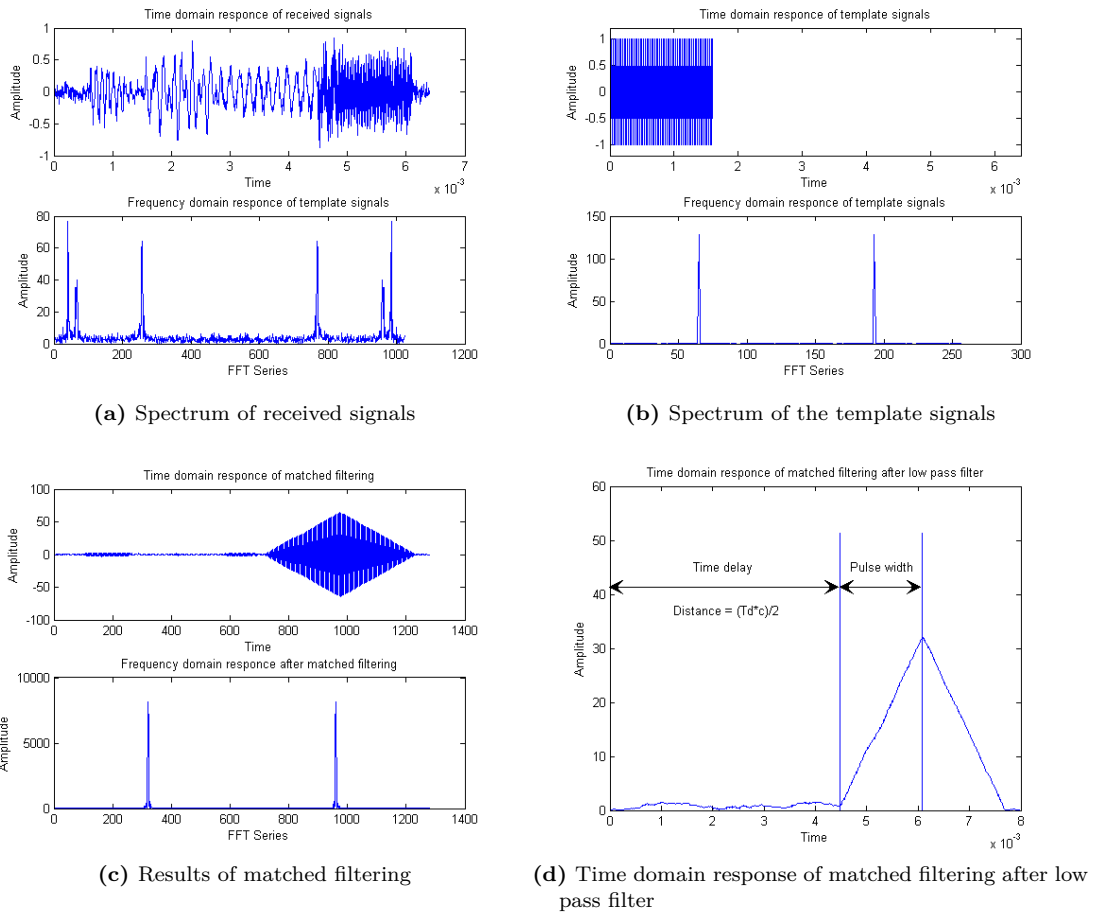 Time domain responce of received signals
Amplitude
1
0.5
0
-0.5
-1
0 1 2 3 4 5 6 7
Time
x 10^-3
Frequency domain responce of template signals
Amplitude
80
60
40
20
0
0 200 400 600 800 1000 1200
FFT Series
(a) Spectrum of received signals
Time domain responce of template signals
Amplitude
1
0.5
0
-0.5
-1
0 1 2 3 4 5 6
Time
x 10^-3
Frequency domain responce of template signals
Amplitude
150
100
50
0
0 50 100 150 200 250 300
FFT Series
(b) Spectrum of the template signals
Time domain responce of matched filtering
Amplitude
100
50
0
-50
-100
0 200 400 600 800 1000 1200 1400
Time
Frequency domain responce after matched filtering
Amplitude
10000
5000
0
0 200 400 600 800 1000 1200 1400
FFT Series
(c) Results of matched filtering
Time domain responce of matched filtering after low pass filter
Amplitude
60
50
40
30
20
10
0
Time delay
Pulse width
Distance = (Td*c)/2
0 1 2 3 4 5 6 7 8
Time
x 10^-3
(d) Time domain response of matched filtering after low
pass filter